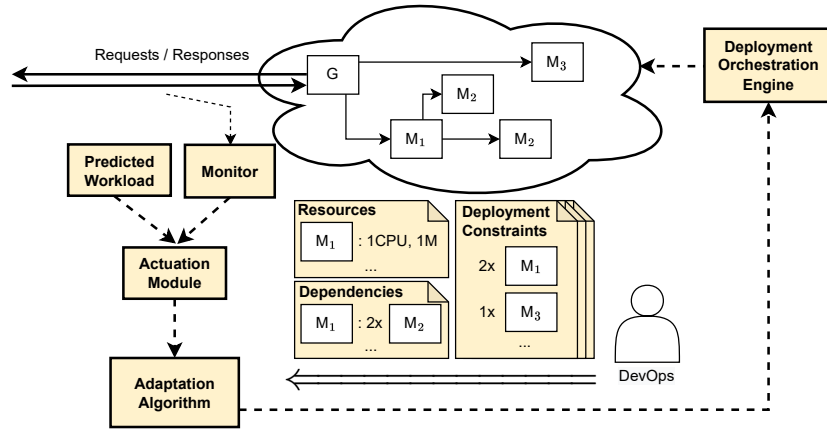 Requests / Responses
G
M₃
M₂
M₁
M₂
Deployment
Orchestration
Engine
Predicted
Workload
Monitor
Actuation
Module
Adaptation
Algorithm
Resources
M₁ : 1CPU, 1M
...
Dependencies
M₁ : 2x M₂
...
Deployment
Constraints
2x M₁
1x M₃
...
DevOps